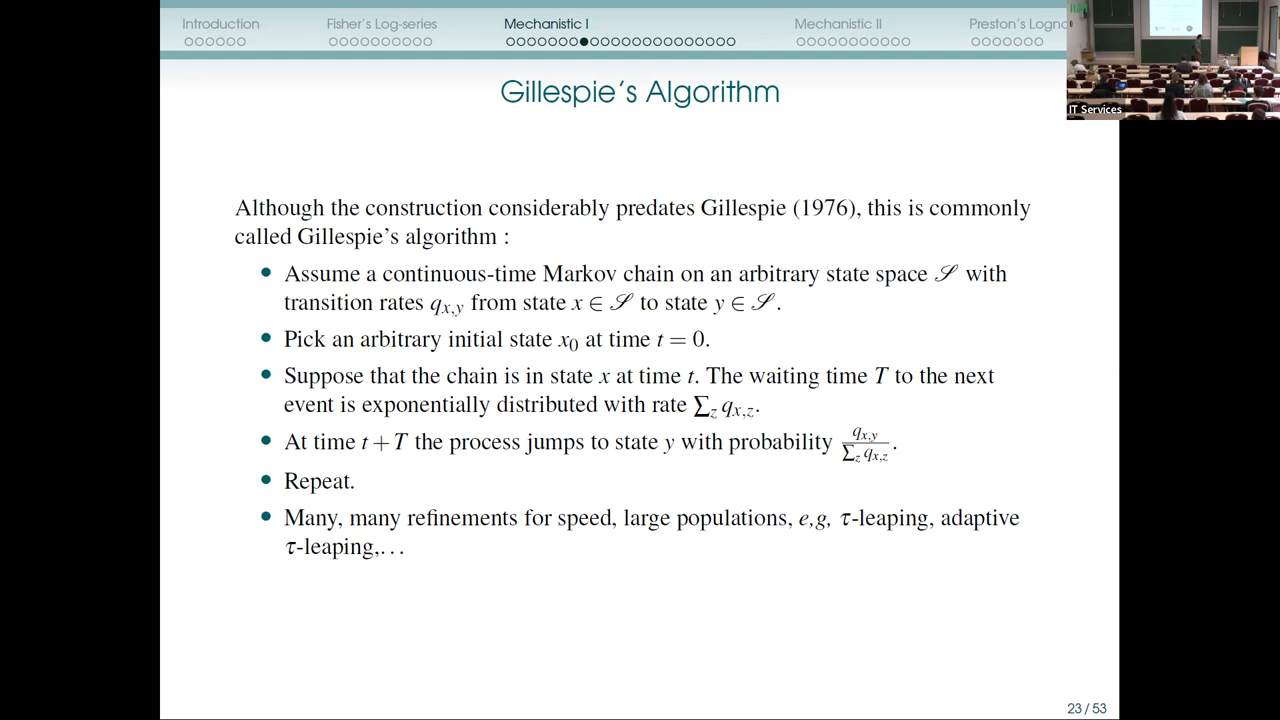 Introduction
Fisher's Log-series
Mechanistic I
Mechanistic II
Preston's Logno
IT Services
Gillespie's Algorithm
Although the construction considerably predates Gillespie (1976), this is commonly
called Gillespie's algorithm :
• Assume a continuous-time Markov chain on an arbitrary state space 𝒮 with
transition rates q_{x,y} from state x ∈ 𝒮 to state y ∈ 𝒮.
• Pick an arbitrary initial state x₀ at time t = 0.
• Suppose that the chain is in state x at time t. The waiting time T to the next
event is exponentially distributed with rate ∑_z q_{x,z}.
• At time t + T the process jumps to state y with probability \frac{q_{x,y}}{∑_z q_{x,z}}.
• Repeat.
• Many, many refinements for speed, large populations, e,g, τ-leaping, adaptive
τ-leaping,...
23 / 53